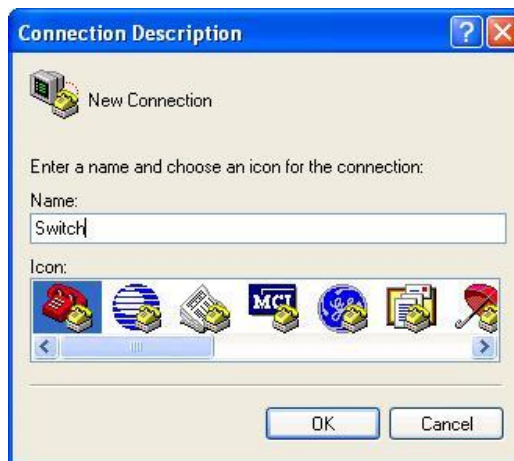 Connection Description
New Connection
Enter a name and choose an icon for the connection:
Name:
Switch
Icon:
MCI
OK
Cancel